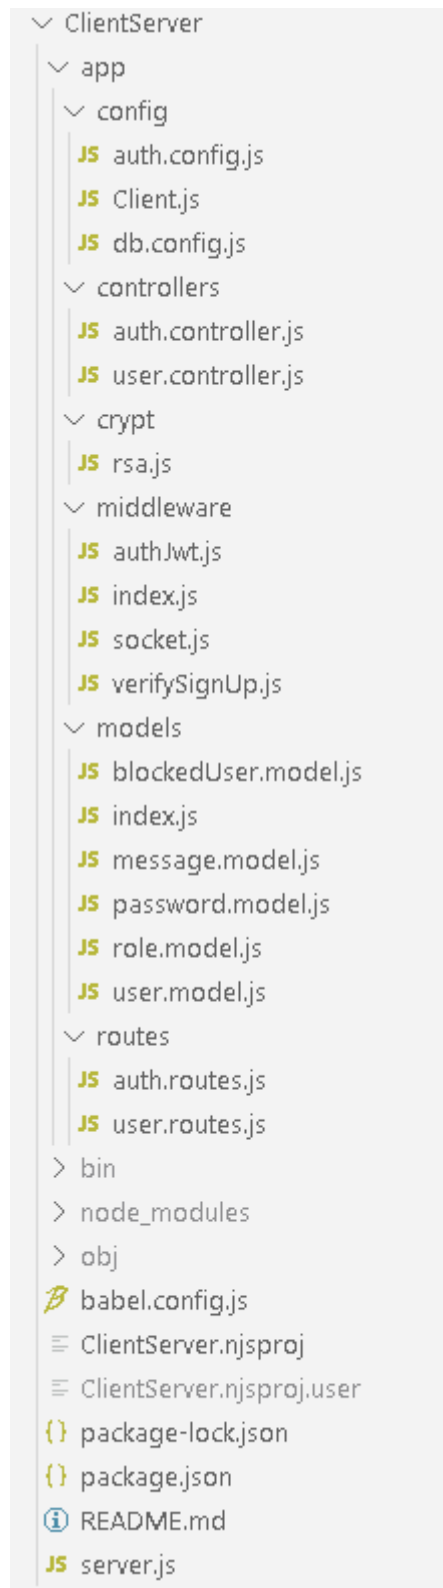 ClientServer
app
config
JS auth.config.js
JS Client.js
JS db.config.js
controllers
JS auth.controller.js
JS user.controller.js
crypt
JS rsa.js
middleware
JS authJwt.js
JS index.js
JS socket.js
JS verifySignUp.js
models
JS blockedUser.model.js
JS index.js
JS message.model.js
JS password.model.js
JS role.model.js
JS user.model.js
routes
JS auth.routes.js
JS user.routes.js
bin
node_modules
obj
babel.config.js
ClientServer.njsproj
ClientServer.njsproj.user
{} package-lock.json
{} package.json
README.md
JS server.js